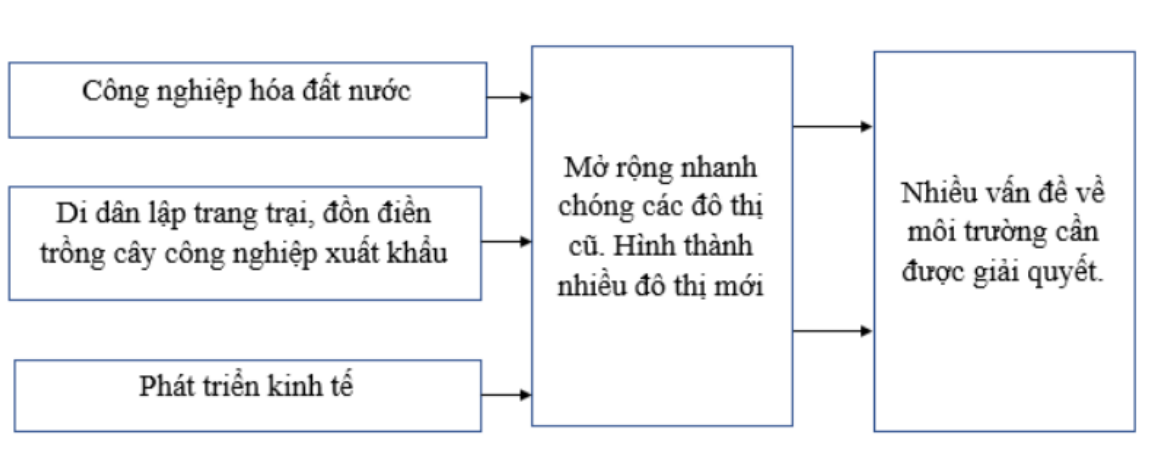 Công nghiệp hóa đất nước
Di dân lập trang trại, đồn điền
trồng cây công nghiệp xuất khẩu
Phát triển kinh tế
Mở rộng nhanh
chóng các đô thị
cũ. Hình thành
nhiều đô thị mới
Nhiều vấn đề về
môi trường cần
được giải quyết.